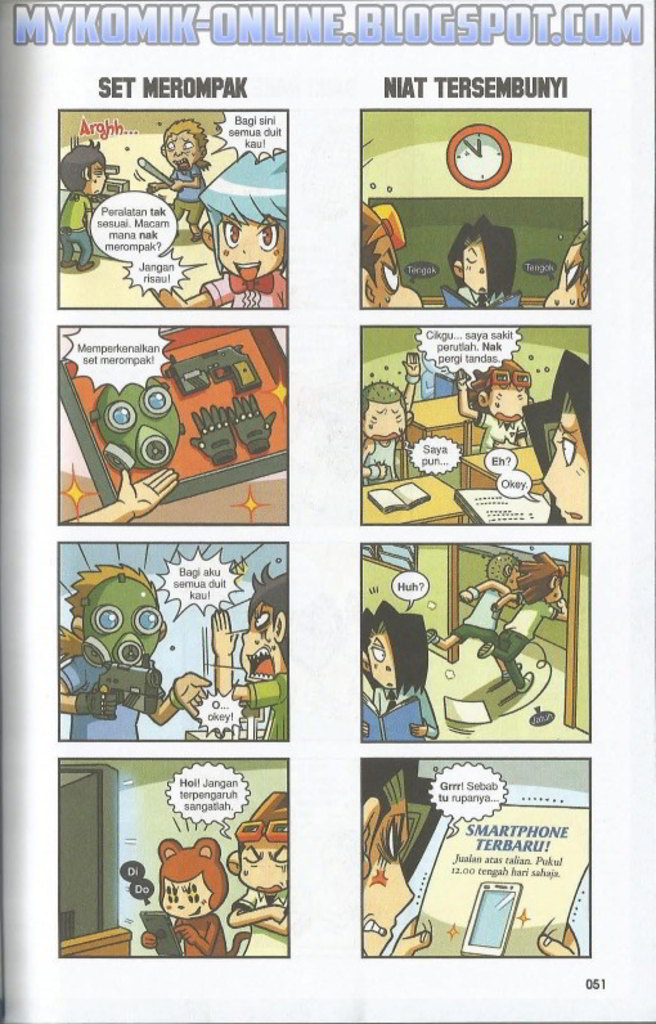 MYKOMIK-ONLINE.BLOGSPOT.COM
SET MEROMPAK
Arghh...
Bagi sini
semua duit
kau!
Peralatan tak
sesuai. Macam
mana nak
merompak?
Jangan
risau!
Memperkenalkan
set merompak!
Bagi aku
semua duit
kau!
O...
okey!
Hoi! Jangan
terpengaruh
sangatlah.
Di
Do
NIAT TERSEMBUNYI
Tengok
Tengok
Cikgu... saya sakit
perutlah. Nak
pergi tandas.
Saya
pun...
Eh?
Okey.
Huh?
Jatuh
Grrr! Sebab
tu rupanya...
SMARTPHONE
TERBARU!
Jualan atas talian. Pukul
12.00 tengah hari sahaja.
051